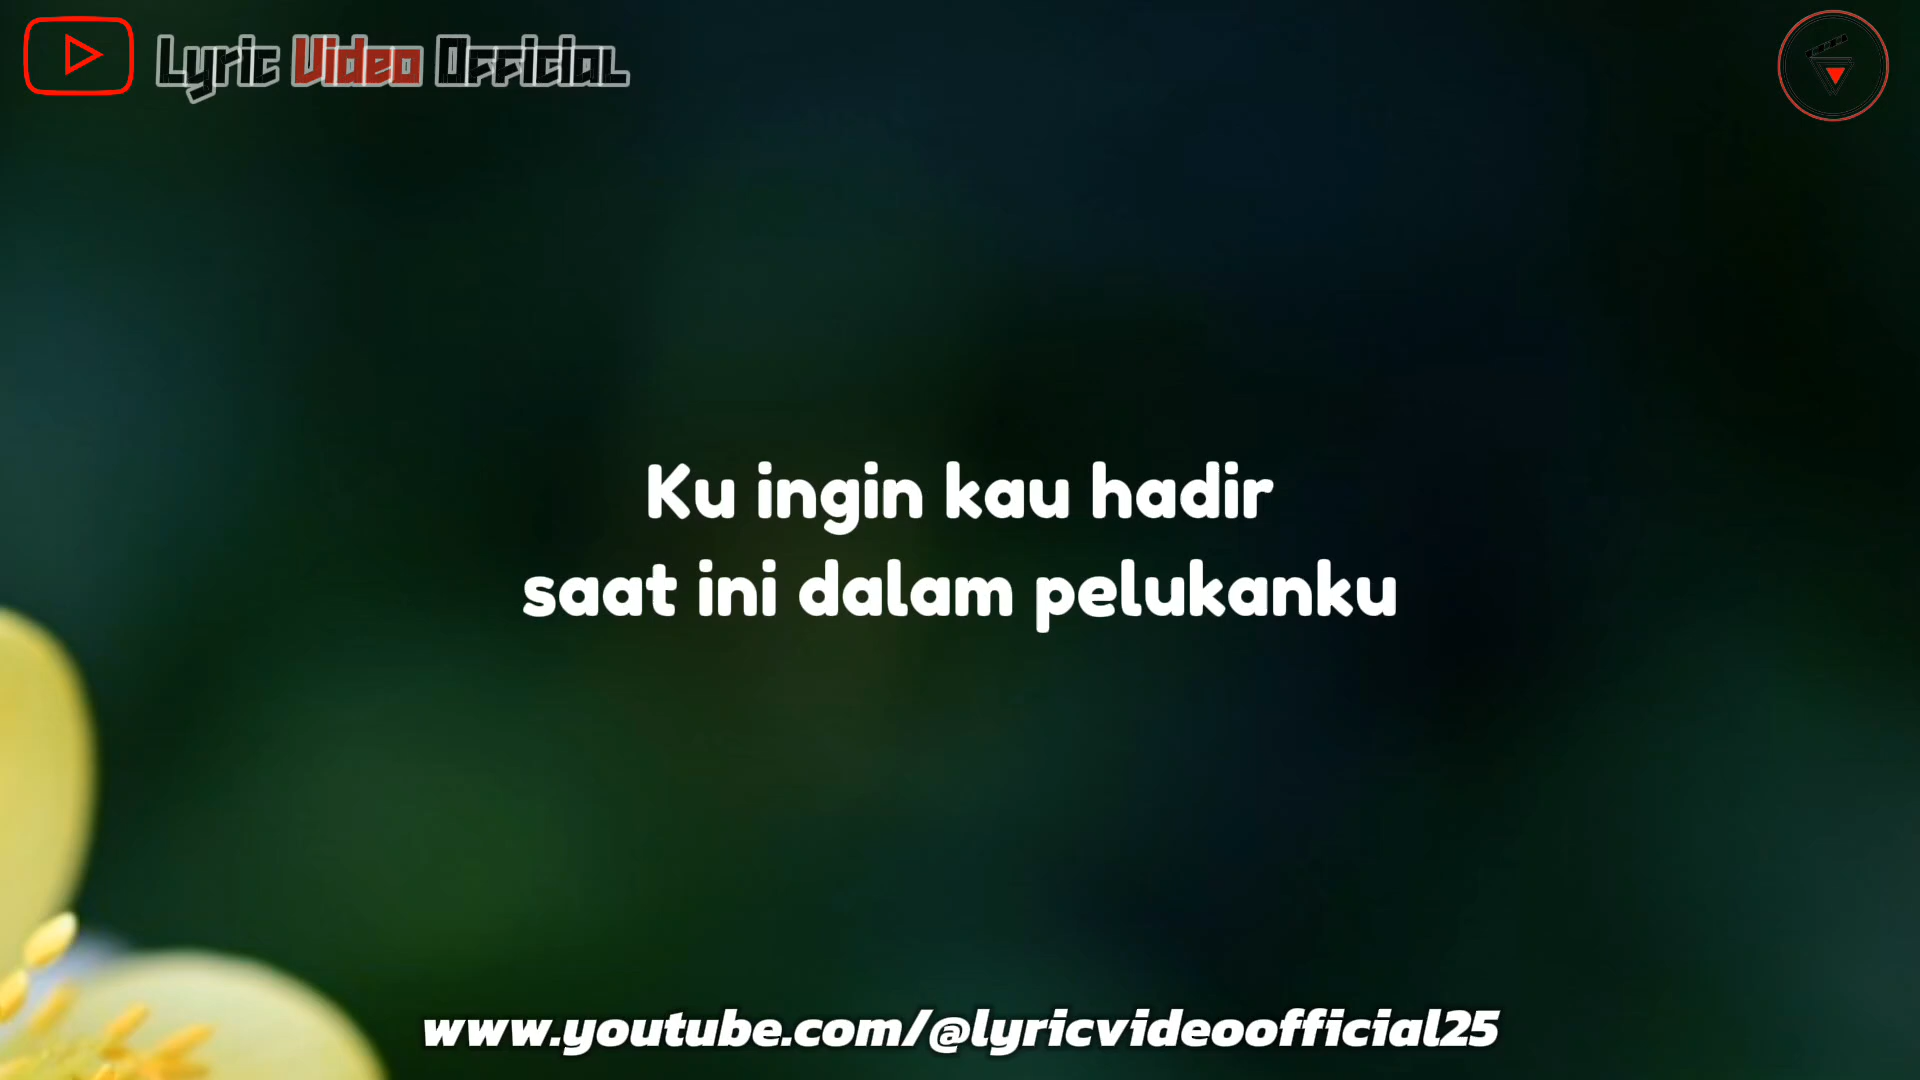 Lyric Video Official
Ku ingin kau hadir
saat ini dalam pelukanku
www.youtube.com/@lyricvideoofficial25